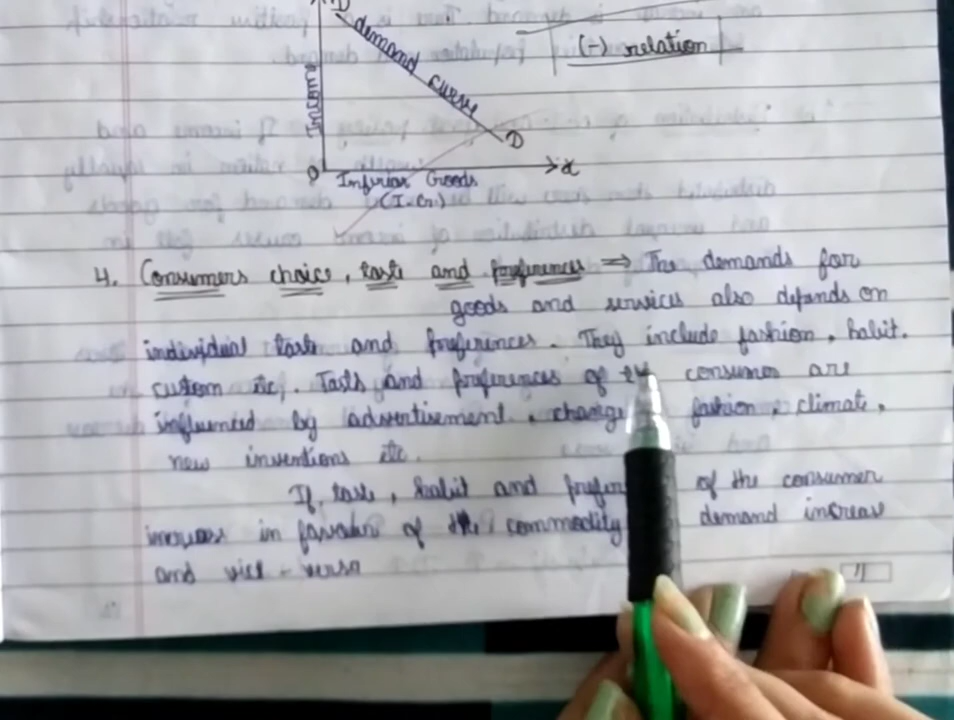 D
demand curve
(-) relation
Income
D
O
x
Inferior Goods
(I.G)
4. Consumers choice, taste and preferences ⇒ The demands for
goods and services also depends on
individual taste and preferences. They include fashion, habit.
custom etc,. Tasts and preferences of the consumer are
influenced by advertisement, change fashion, climate,
new inventions etc.
If, taste, habit and prefer of the consumer
increases in favour of the commodity demand increase
and vice-versa
11